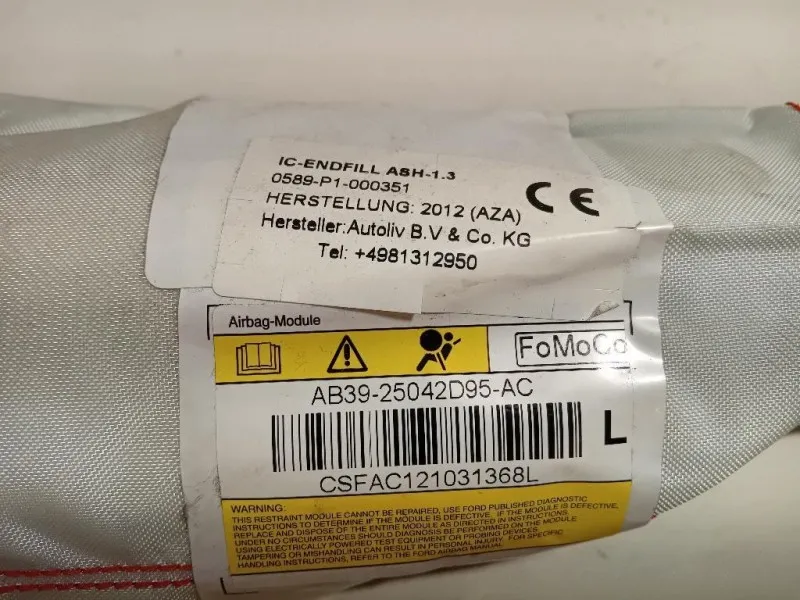 IC-ENDFILL ASH-1.3
0589-P1-000351
HERSTELLUNG: 2012 (AZA)
Hersteller: Autoliv B.V & Co. KG
Tel: +4981312950
CE
Airbag-Module
FoMoCo
AB39-25042D95-AC
L
CSFAC121031368L
WARNING:
THIS RESTRAINT MODULE CANNOT BE REPAIRED, USE FORD PUBLISHED DIAGNOSTIC
INSTRUCTIONS TO DETERMINE IF THE MODULE IS DEFECTIVE. IF THE MODULE IS DEFECTIVE,
REPLACE AND DISPOSE OF THE ENTIRE MODULE AS DIRECTED IN INSTRUCTIONS.
UNDER NO CIRCUMSTANCES SHOULD DIAGNOSIS BE PERFORMED ON THE MODULE
USING ELECTRICALLY POWERED TEST EQUIPMENT OR PROBING DEVICES.
TAMPERING OR MISHANDLING CAN RESULT IN PERSONAL INJURY. FOR SPECIFIC
HANDLING INSTRUCTIONS, REFER TO THE FORD AIRBAG MANUAL.